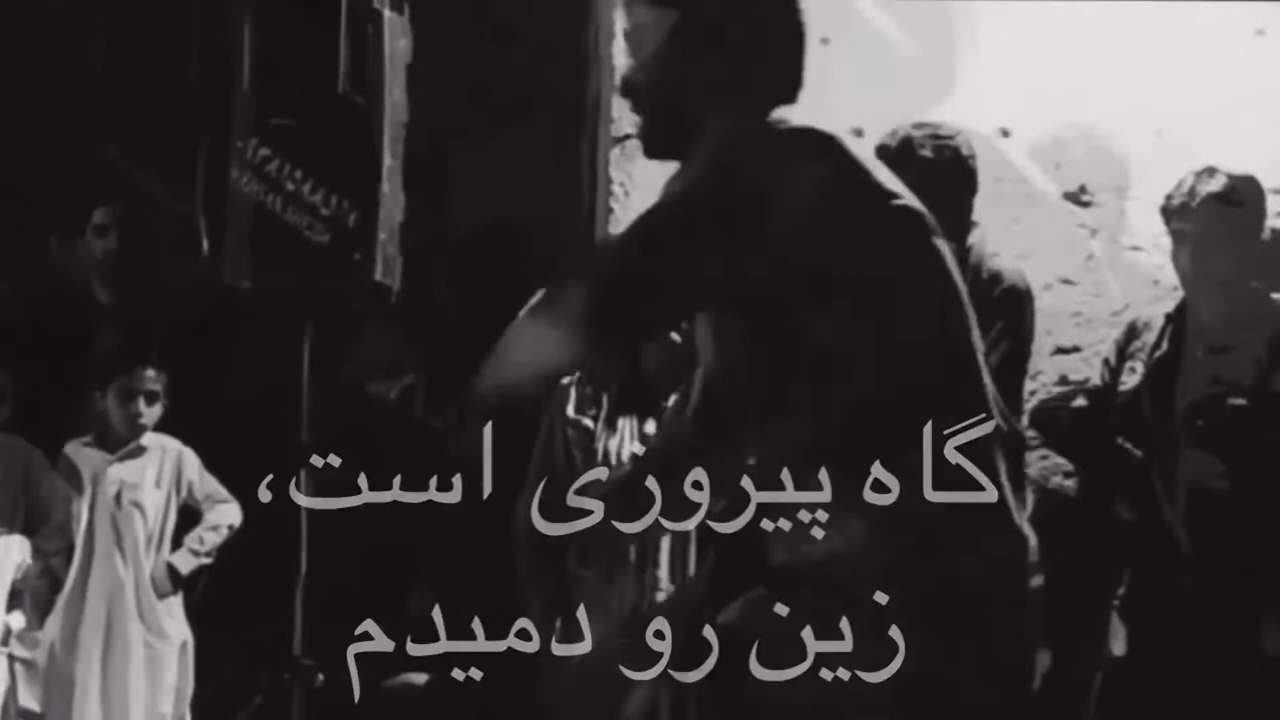 گاه پیروزی است،
زین رو دمیدم